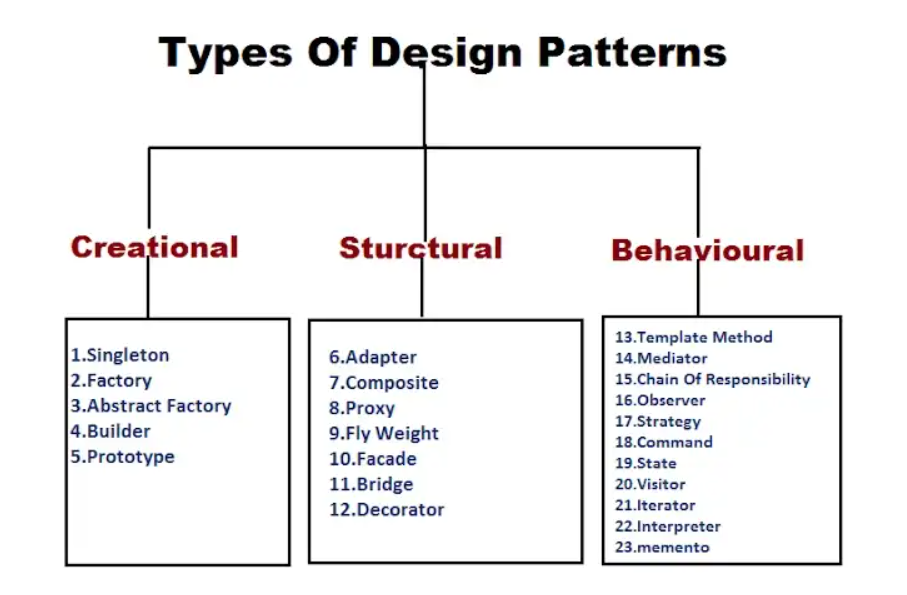 Types Of Design Patterns
Creational
Sturctural
Behavioural
1.Singleton
2.Factory
3.Abstract Factory
4.Builder
5.Prototype
6.Adapter
7.Composite
8.Proxy
9.Fly Weight
10.Facade
11.Bridge
12.Decorator
13.Template Method
14.Mediator
15.Chain Of Responsibility
16.Observer
17.Strategy
18.Command
19.State
20.Visitor
21.Iterator
22.Interpreter
23.memento